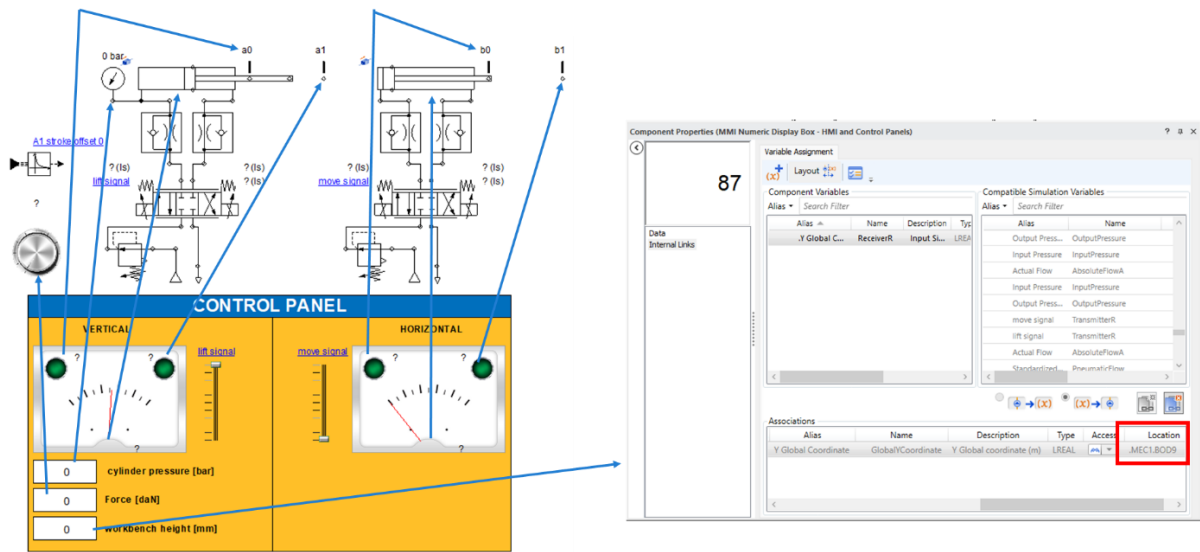 a0
a1
b0
b1
0 bar
A1 stroke offset 0
? (ls)
? (ls)
? (ls)
? (ls)
? (ls)
lift signal
move signal
?
CONTROL PANEL
VERTICAL
HORIZONTAL
?
?
?
?
lift signal
move signal
?
?
0
cylinder pressure [bar]
0
Force [daN]
0
workbench height [mm]
Component Properties (MMI Numeric Display Box - HMI and Control Panels)
87
Data
Internal Links
Variable Assignment
Layout
Component Variables
Alias
Search Filter
Alias
Name
Description
Typ
.Y Global C...
ReceiverR
Input Si...
LREA
Compatible Simulation Variables
Alias
Search Filter
Alias
Name
Output Press...
OutputPressure
Input Pressure
InputPressure
Actual Flow
AbsoluteFlowA
Input Pressure
InputPressure
Output Press...
OutputPressure
move signal
TransmitterR
lift signal
TransmitterR
Actual Flow
AbsoluteFlowA
Standardized...
PneumaticFlow
(x)
(x)
Associations
Alias
Name
Description
Type
Access
Location
Y Global Coordinate
GlobalYCoordinate
Y Global coordinate (m)
LREAL
.MEC1.BOD9